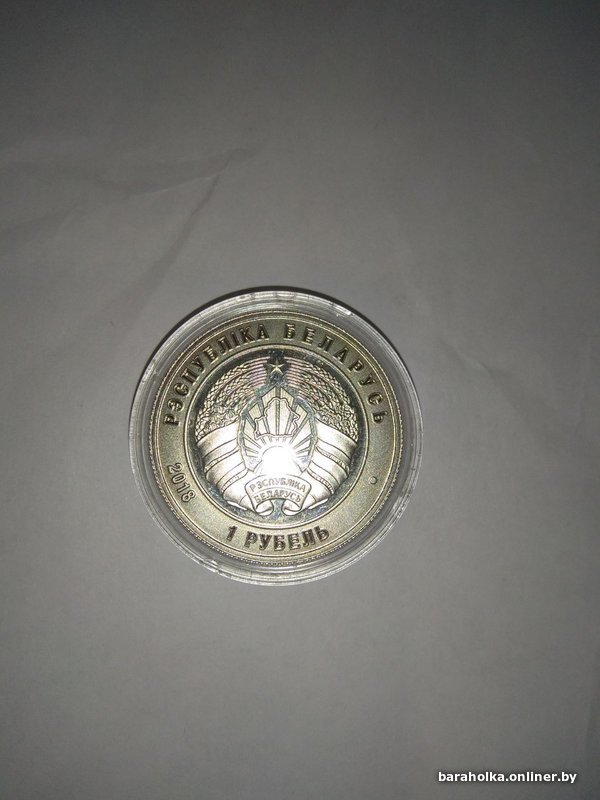 РЭСПУБЛІКА БЕЛАРУСЬ
РЭСПУБЛІКА
БЕЛАРУСЬ
2018
1 РУБЕЛЬ
baraholka.onliner.by